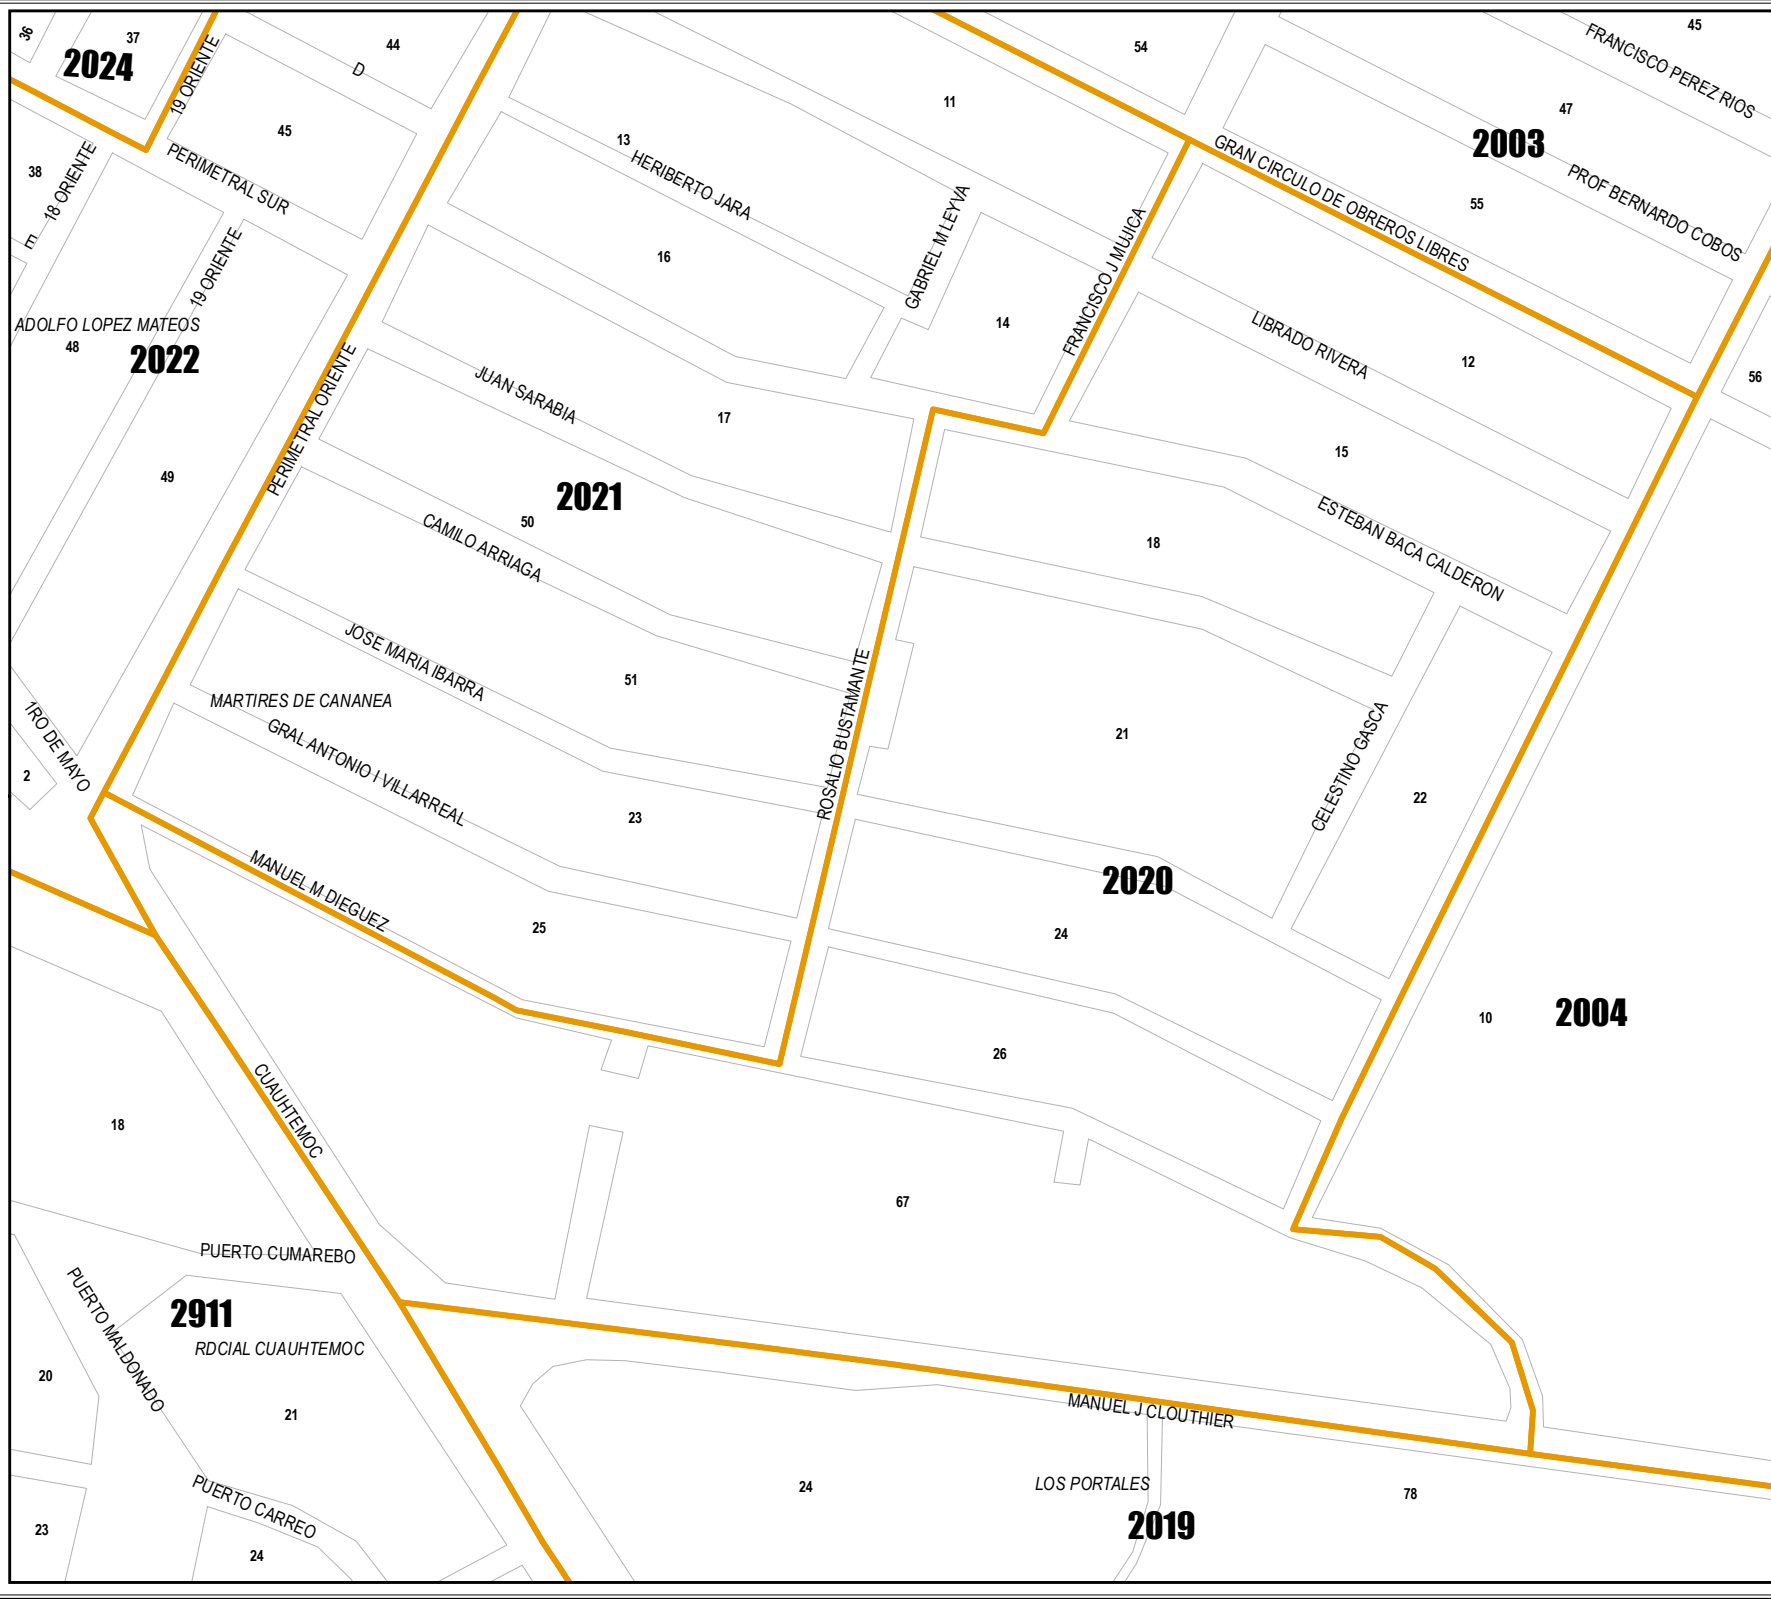 36
37
2024
19 ORIENTE
44
D
45
PERIMETRAL SUR
38
18 ORIENTE
E
19 ORIENTE
ADOLFO LOPEZ MATEOS
48
2022
49
PERIMETRAL ORIENTE
1RO DE MAYO
2
54
45
FRANCISCO PEREZ RIOS
47
2003
PROF BERNARDO COBOS
55
GRAN CIRCULO DE OBREROS LIBRES
56
11
13
HERIBERTO JARA
16
GABRIEL M LEYVA
14
FRANCISCO J MUJICA
LIBRADO RIVERA
12
15
ESTEBAN BACA CALDERON
JUAN SARABIA
17
2021
50
CAMILO ARRIAGA
18
JOSE MARIA IBARRA
51
MARTIRES DE CANANEA
GRAL ANTONIO I VILLARREAL
23
ROSALIO BUSTAMANTE
21
CELESTINO GASCA
22
MANUEL M DIEGUEZ
25
2020
24
10
2004
26
CUAUHTEMOC
18
67
PUERTO CUMAREBO
PUERTO MALDONADO
2911
RDCIAL CUAUHTEMOC
20
21
MANUEL J CLOUTHIER
PUERTO CARREO
23
24
24
LOS PORTALES
2019
78